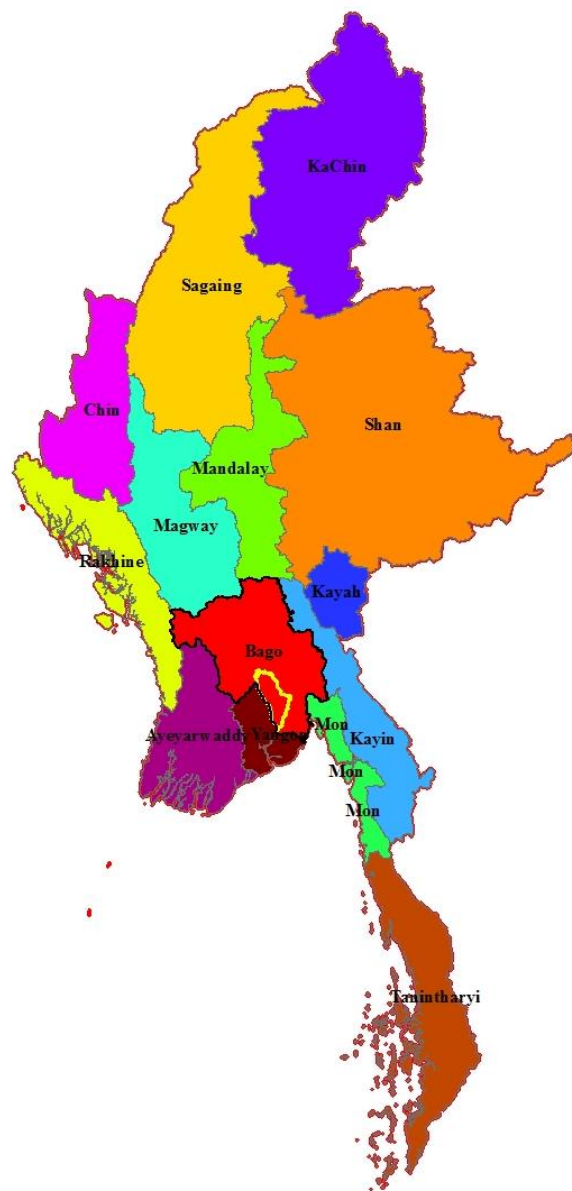 KaChin
Sagaing
Chin
Shan
Mandalay
Magway
Rakhine
Kayah
Bago
Mon
Ayeyarwaddy
Yangon
Kayin
Mon
Mon
Tanintharyi